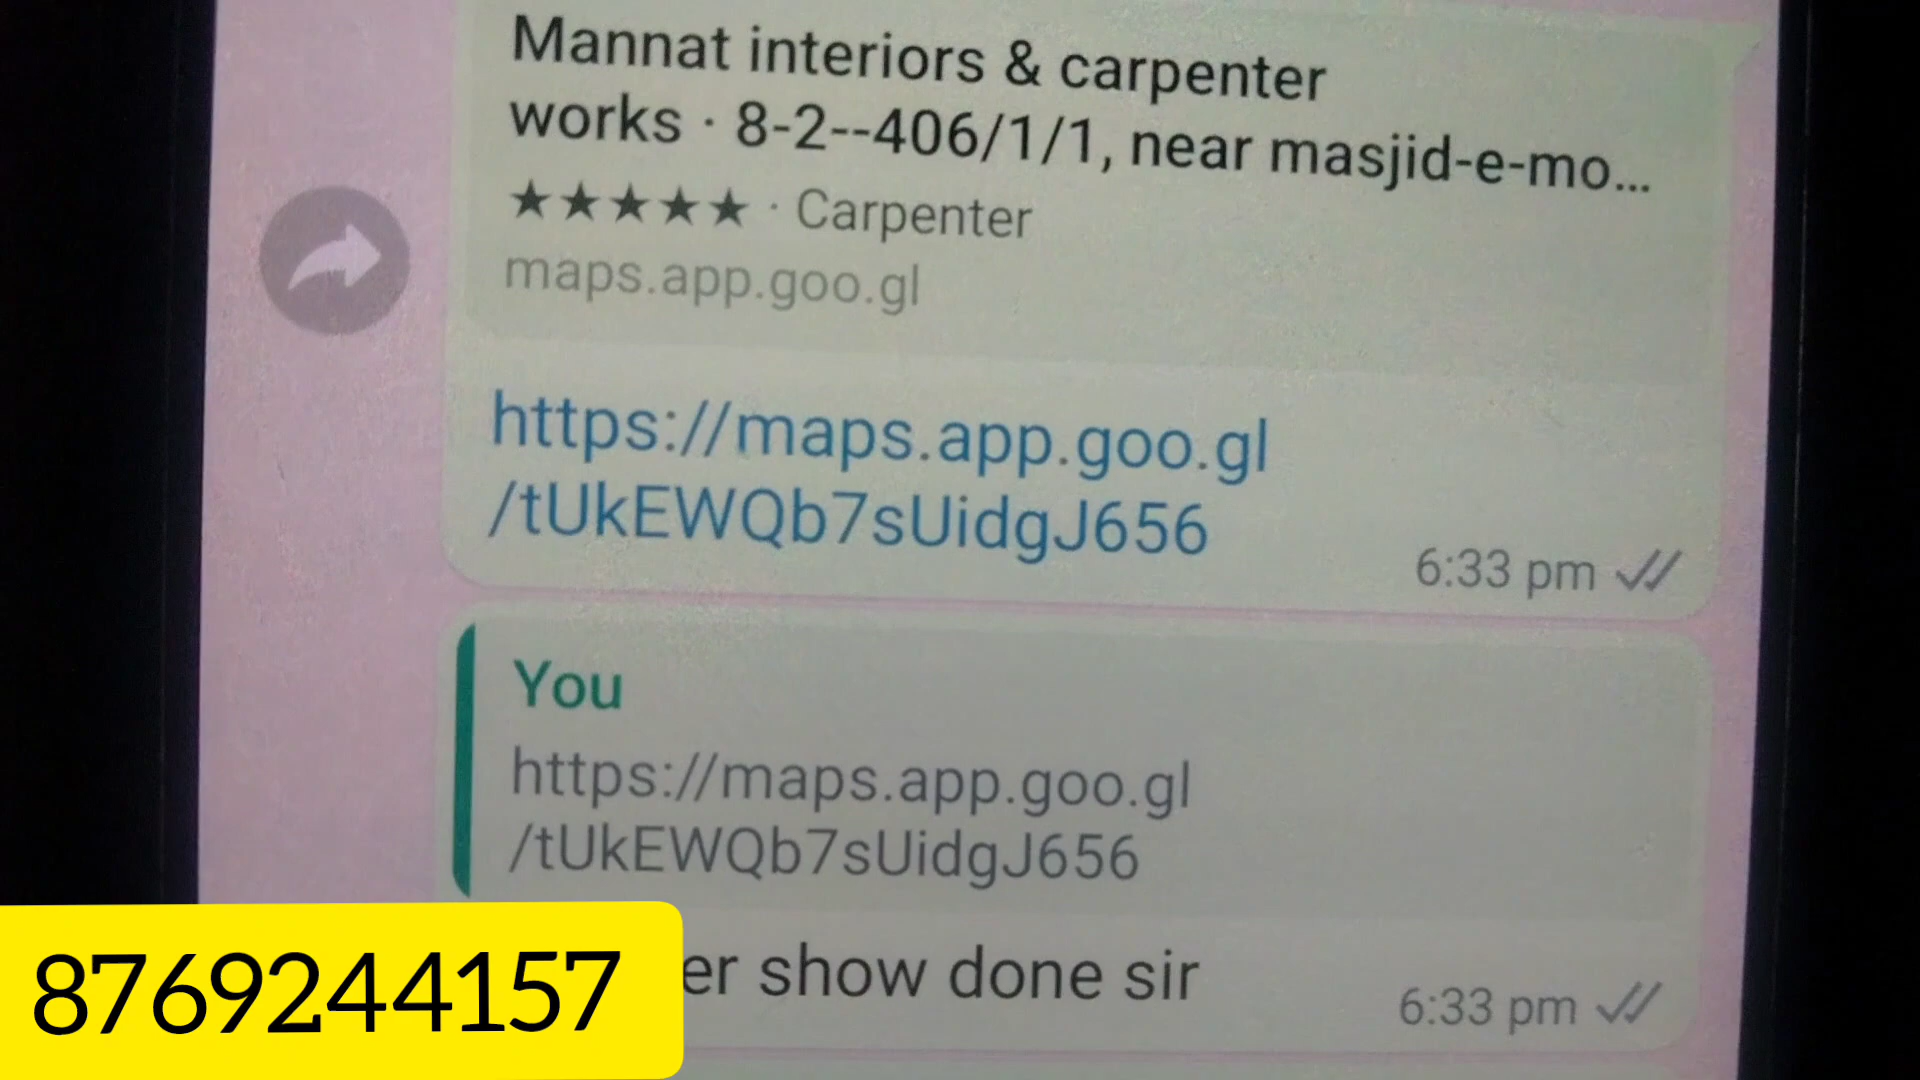 Mannat interiors & carpenter
works · 8-2--406/1/1, near masjid-e-mo...
★★★★★ · Carpenter
maps.app.goo.gl
https://maps.app.goo.gl
/tUkEWQb7sUidgJ656
6:33 pm
You
https://maps.app.goo.gl
/tUkEWQb7sUidgJ656
er show done sir
6:33 pm
8769244157